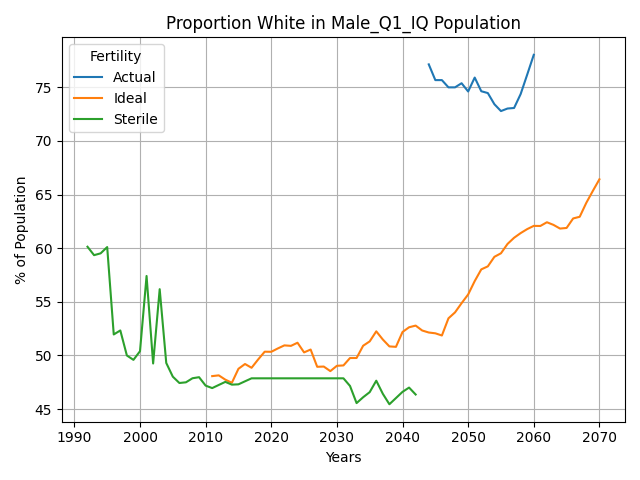 Proportion White in Male_Q1_IQ Population
Fertility
Actual
Ideal
Sterile
% of Population
75
70
65
60
55
50
45
1990 2000 2010 2020 2030 2040 2050 2060 2070
Years